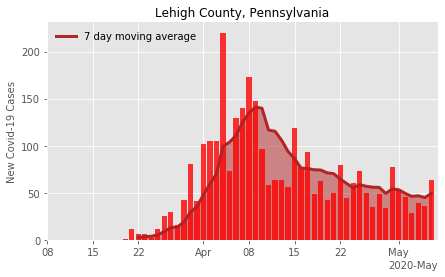 Lehigh County, Pennsylvania
7 day moving average
New Covid-19 Cases
200
150
100
50
0
08 15 22 Apr 08 15 22 May
2020-May